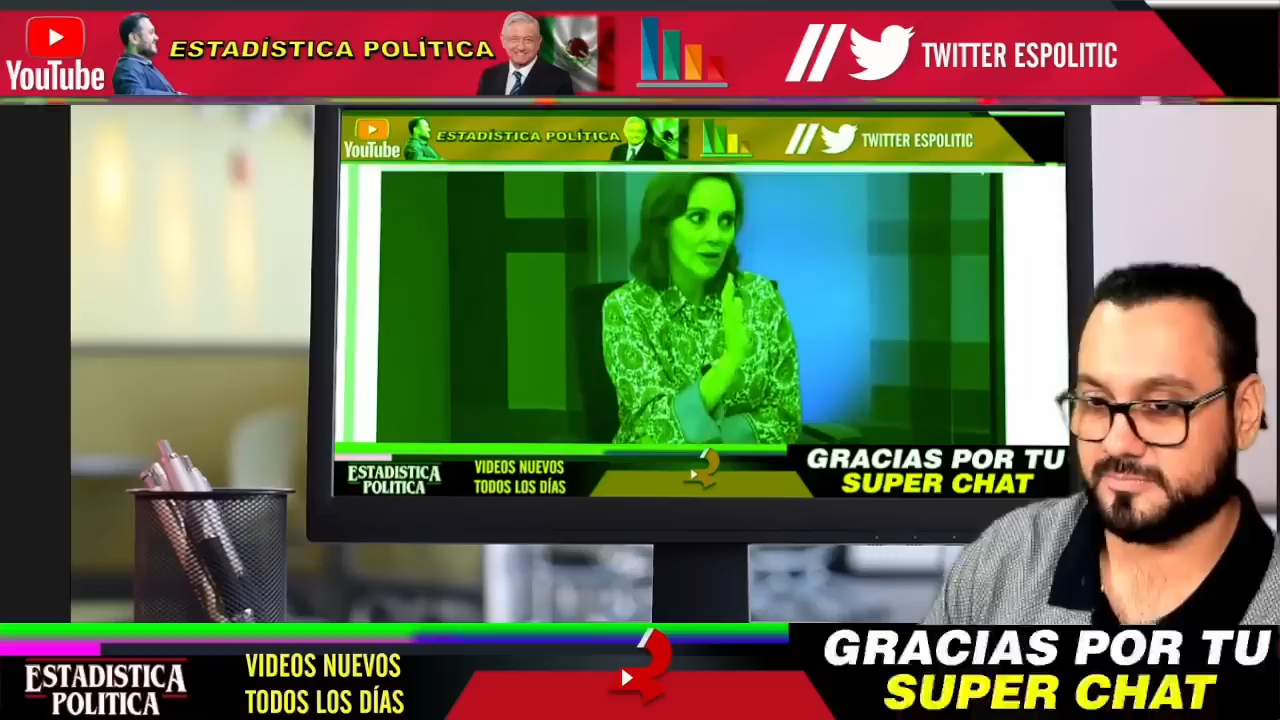 YouTube
ESTADÍSTICA POLÍTICA
TWITTER ESPOLITIC
YouTube
ESTADÍSTICA POLÍTICA
TWITTER ESPOLITIC
ESTADISTICA
POLITICA
VIDEOS NUEVOS
TODOS LOS DÍAS
GRACIAS POR TU
SUPER CHAT
ESTADISTICA
POLITICA
VIDEOS NUEVOS
TODOS LOS DÍAS
GRACIAS POR TU
SUPER CHAT